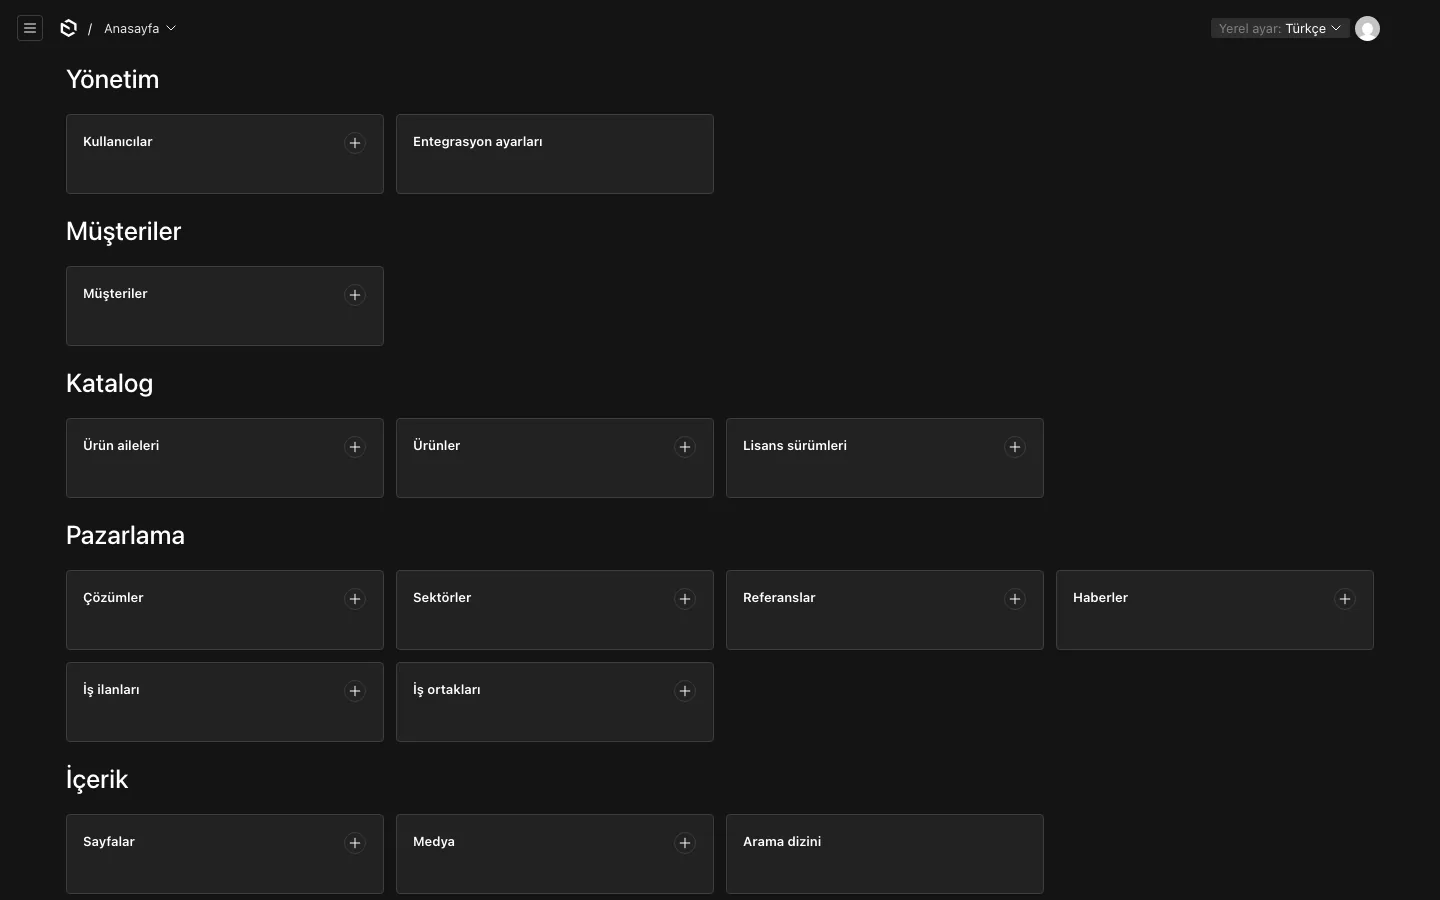 / Anasayfa
Yerel ayar: Türkçe
Yönetim
Kullanıcılar
Entegrasyon ayarları
Müşteriler
Müşteriler
Katalog
Ürün aileleri
Ürünler
Lisans sürümleri
Pazarlama
Çözümler
Sektörler
Referanslar
Haberler
İş ilanları
İş ortakları
İçerik
Sayfalar
Medya
Arama dizini